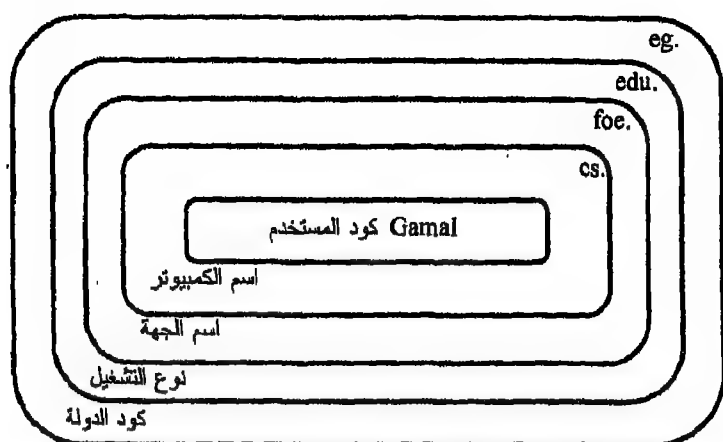 eg.
edu.
foe.
cs.
Gamal كود المستخدم
اسم الكمبيوتر
اسم الجهة
نوع التشغيل
كود الدولة